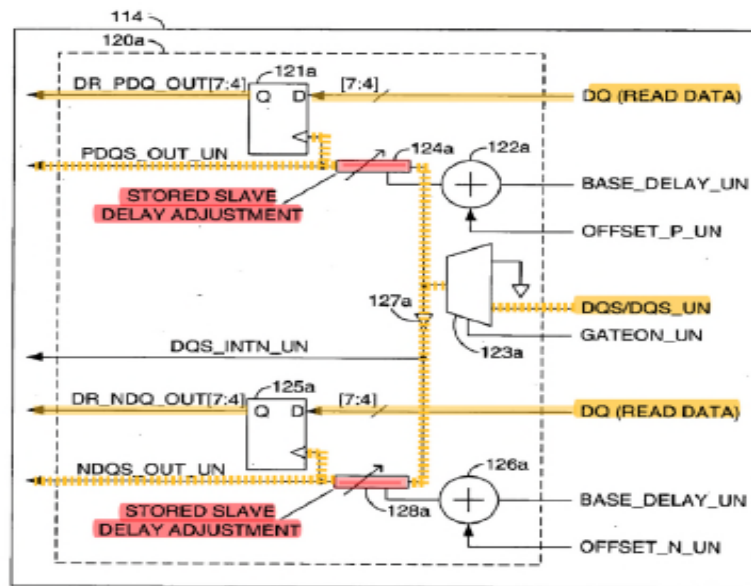 114
120a
DR_PDQ_OUT[7:4]
121a
Q D
[7:4]
DQ (READ DATA)
PDQS_OUT_UN
124a
122a
STORED SLAVE
DELAY ADJUSTMENT
+
BASE_DELAY_UN
OFFSET_P_UN
127a
DQS/DQS_UN
GATEON_UN
123a
DQS_INTN_UN
DR_NDQ_OUT[7:4]
125a
Q D
[7:4]
DQ (READ DATA)
NDQS_OUT_UN
126a
STORED SLAVE
DELAY ADJUSTMENT
128a
+
BASE_DELAY_UN
OFFSET_N_UN